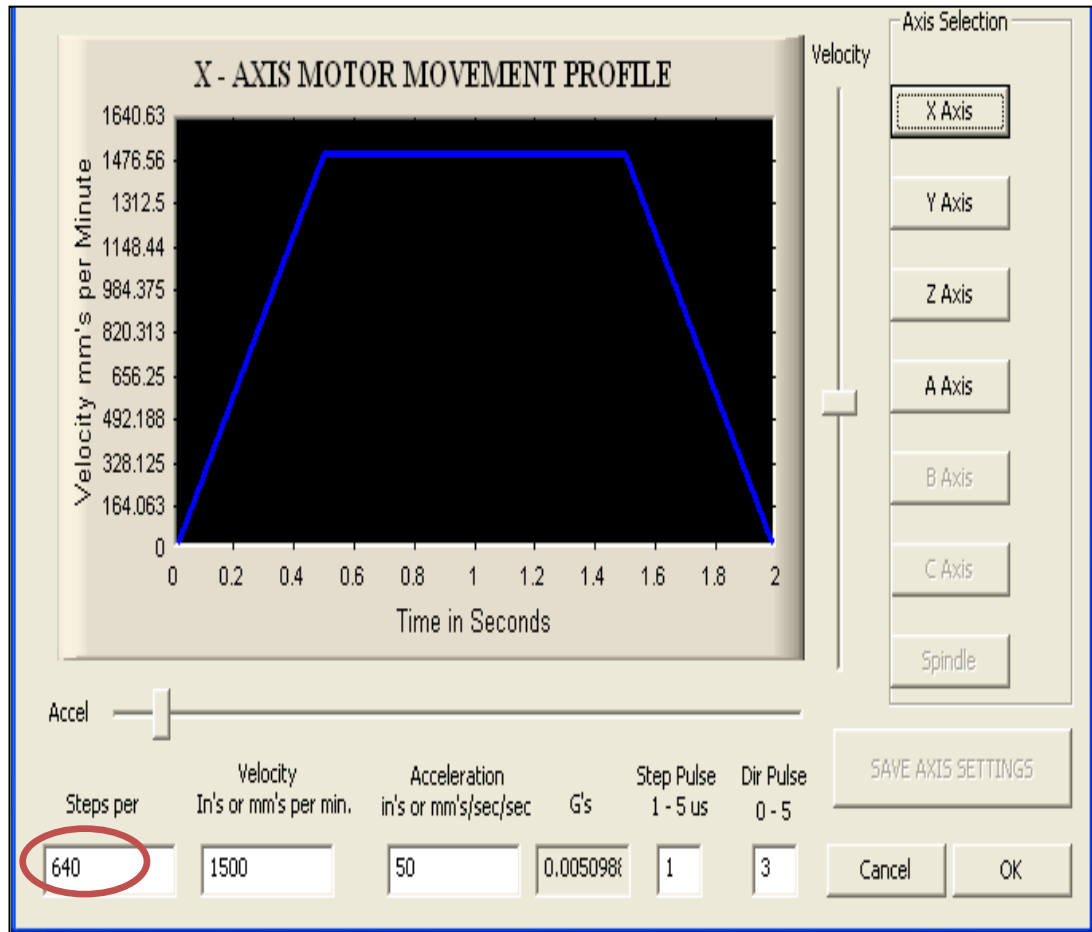 X - AXIS MOTOR MOVEMENT PROFILE
Velocity mm's per Minute
1640.63
1476.56
1312.5
1148.44
984.375
820.313
656.25
492.188
328.125
164.063
0
0 0.2 0.4 0.6 0.8 1 1.2 1.4 1.6 1.8 2
Time in Seconds
Velocity
Axis Selection
X Axis
Y Axis
Z Axis
A Axis
B Axis
C Axis
Spindle
Accel
Steps per
640
Velocity
In's or mm's per min.
1500
Acceleration
in's or mm's/sec/sec
50
G's
0.0050988
Step Pulse
1 - 5 us
1
Dir Pulse
0 - 5
3
SAVE AXIS SETTINGS
Cancel
OK